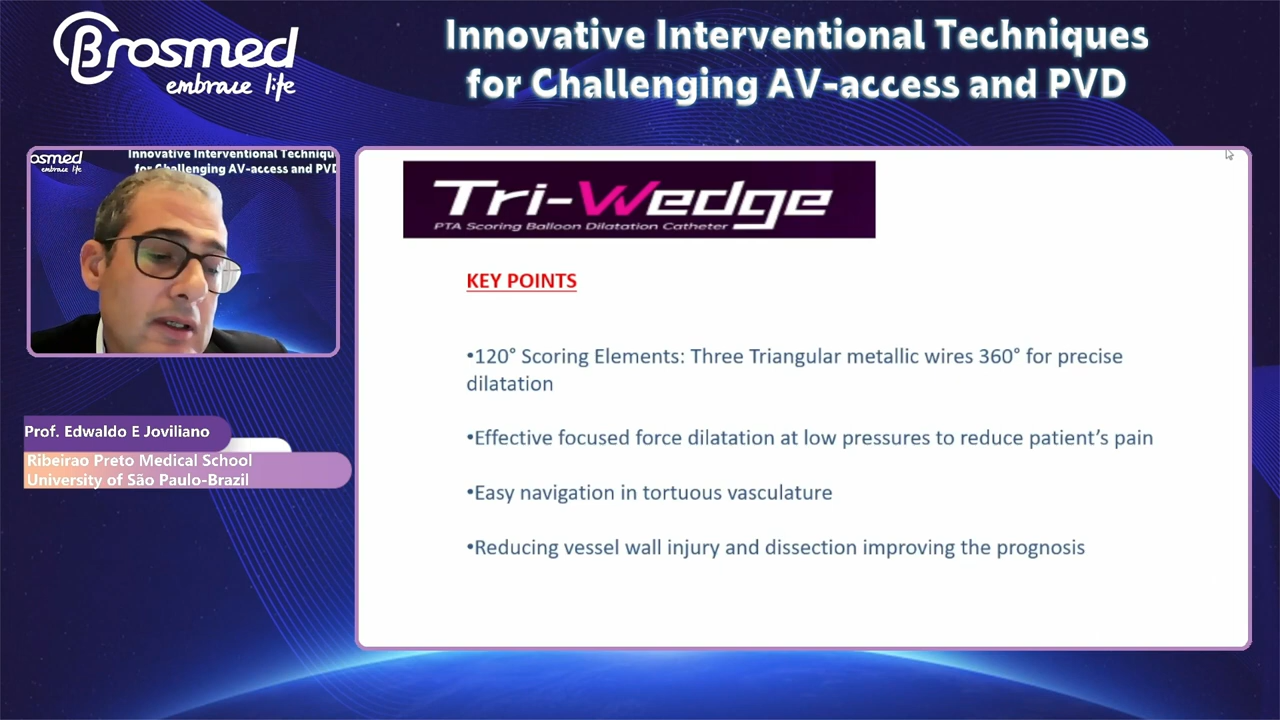 Brosmed
embrace life
Innovative Interventional Techniques
for Challenging AV-access and PVD
osmed
embrace life
Innovative Interventional Techniqu
for Challenging AV-access and PVD
Prof. Edwaldo E Joviliano
Ribeirao Preto Medical School
University of São Paulo-Brazil
Tri-Wedge
PTA Scoring Balloon Dilatation Catheter
KEY POINTS
•120° Scoring Elements: Three Triangular metallic wires 360° for precise
dilatation
•Effective focused force dilatation at low pressures to reduce patient’s pain
•Easy navigation in tortuous vasculature
•Reducing vessel wall injury and dissection improving the prognosis